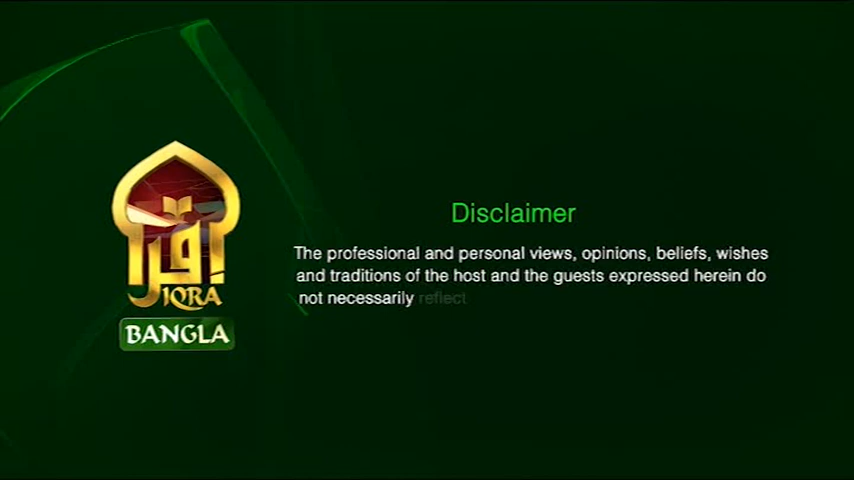 اقرأ
IQRA
BANGLA
Disclaimer
The professional and personal views, opinions, beliefs, wishes
and traditions of the host and the guests expressed herein do
not necessarily reflect